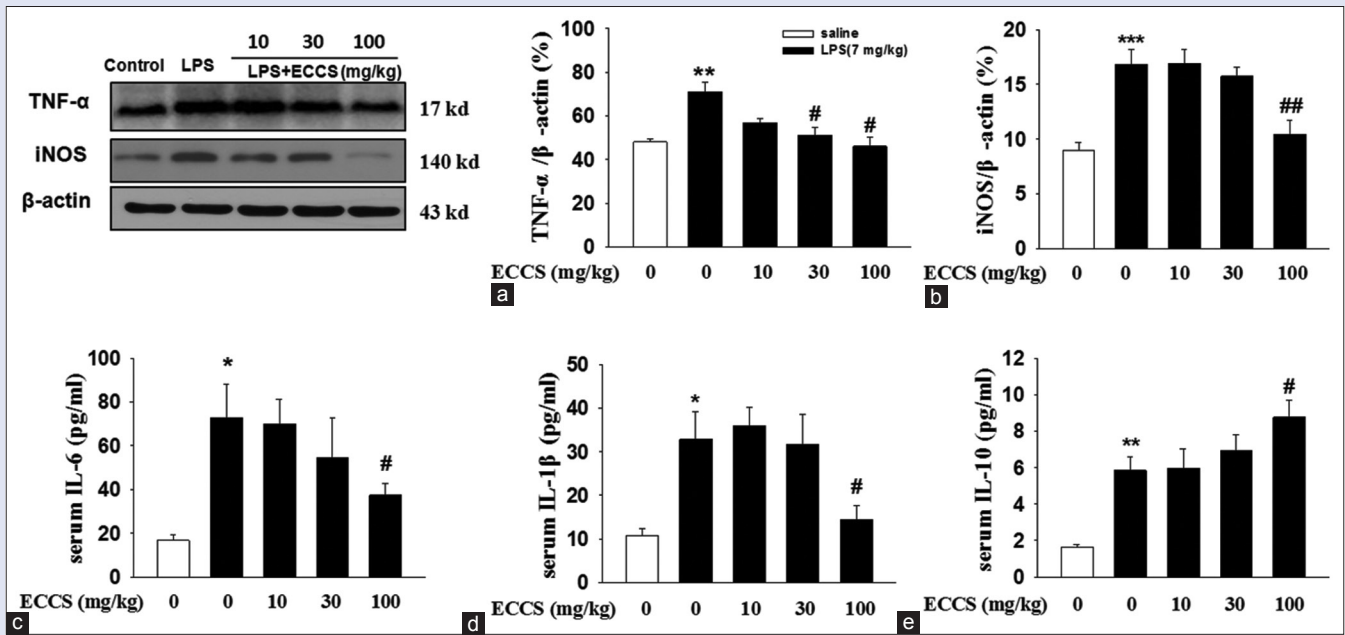 10 30 100
Control LPS LPS+ECCS (mg/kg)
TNF-α 17 kd
iNOS 140 kd
β-actin 43 kd
TNF-α /β -actin (%)
100
80
60
40
20
0
saline
LPS(7 mg/kg)
**
#
#
ECCS (mg/kg) 0 0 10 30 100
a
iNOS/β -actin (%)
20
15
10
5
0
***
##
ECCS (mg/kg) 0 0 10 30 100
b
serum IL-6 (pg/ml)
100
80
60
40
20
0
*
#
ECCS (mg/kg) 0 0 10 30 100
c
serum IL-1β (pg/ml)
50
40
30
20
10
0
*
#
ECCS (mg/kg) 0 0 10 30 100
d
serum IL-10 (pg/ml)
12
10
8
6
4
2
0
**
#
ECCS (mg/kg) 0 0 10 30 100
e